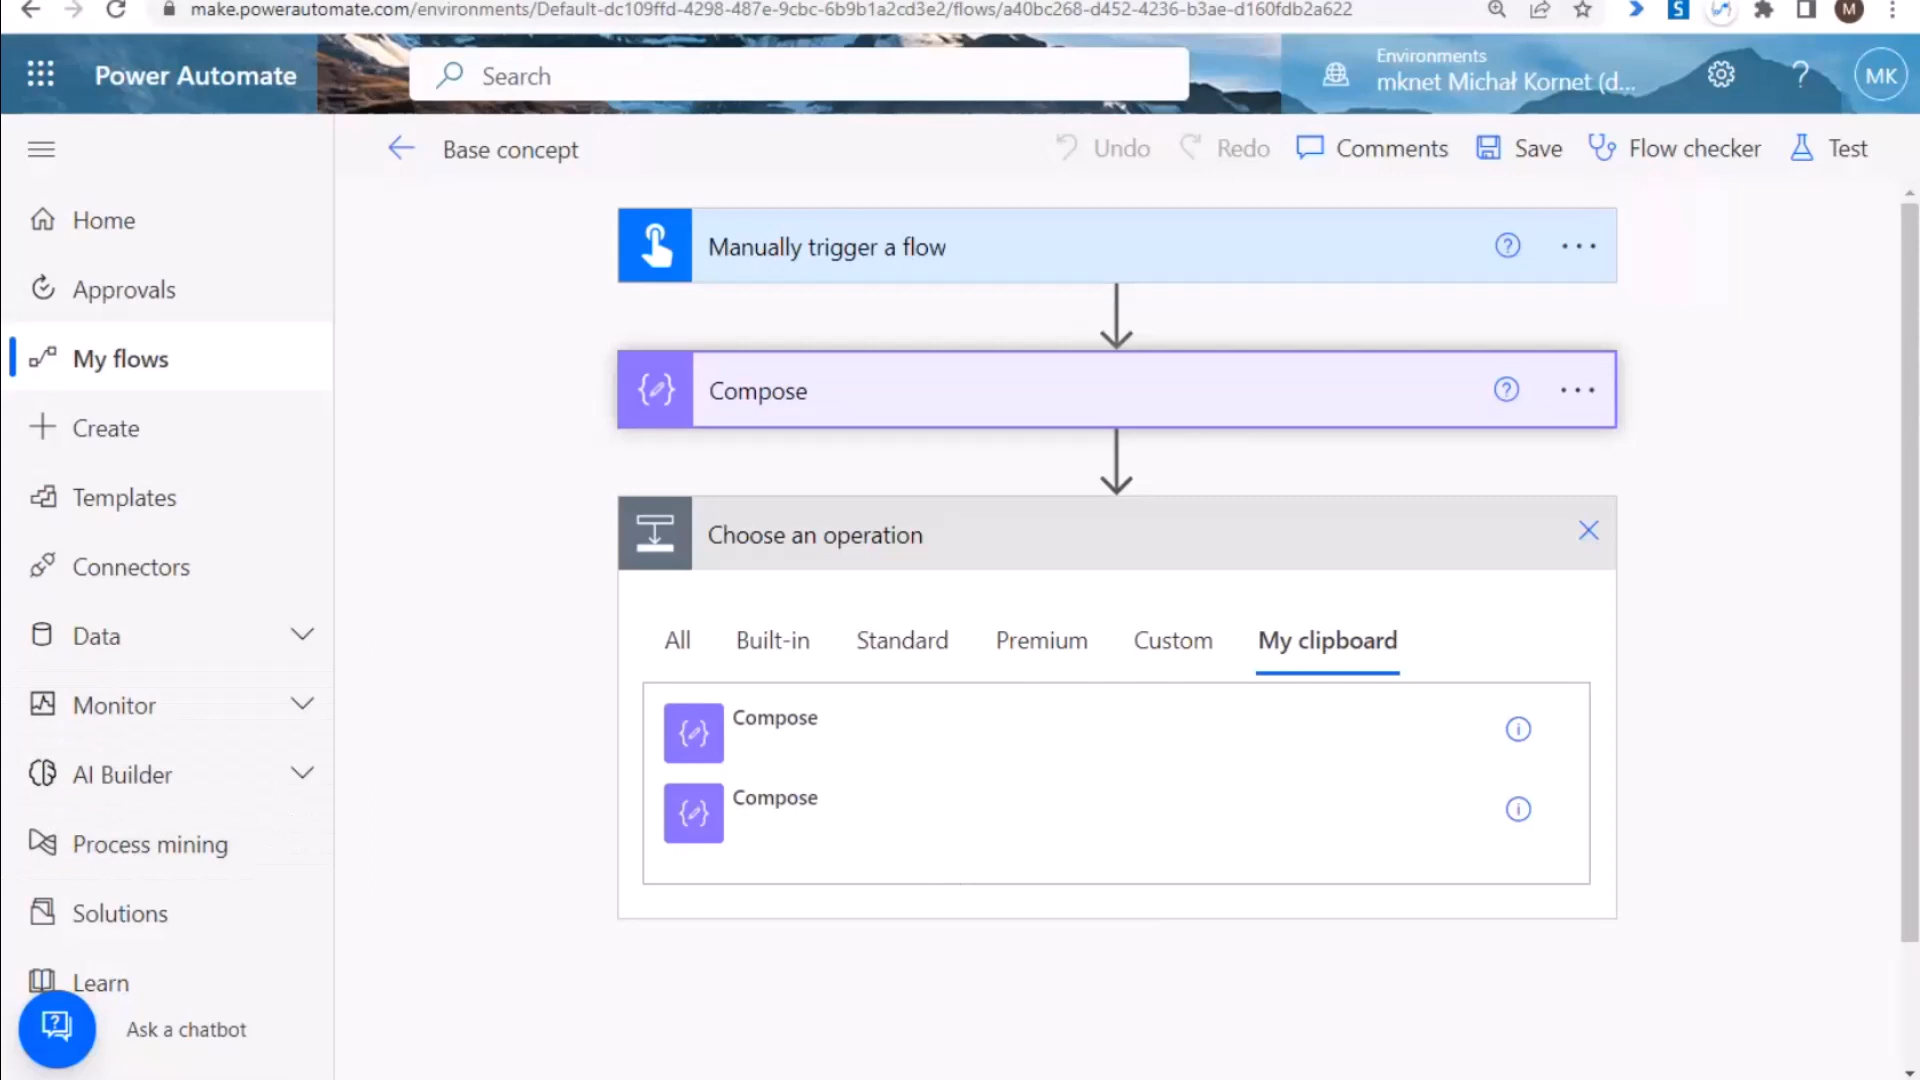 make.powerautomate.com/environments/Default-dc109ffd-4298-487e-9cbc-6b9b1a2cd3e2/flows/a40bc268-d452-4236-b3ae-d160fdb2a622
S
M
Power Automate
Search
Environments
mknet Michał Kornet (d...
?
MK
Base concept
Undo
Redo
Comments
Save
Flow checker
Test
Home
Approvals
My flows
Create
Templates
Connectors
Data
Monitor
AI Builder
Process mining
Solutions
Learn
Ask a chatbot
Manually trigger a flow
Compose
Choose an operation
All
Built-in
Standard
Premium
Custom
My clipboard
Compose
Compose